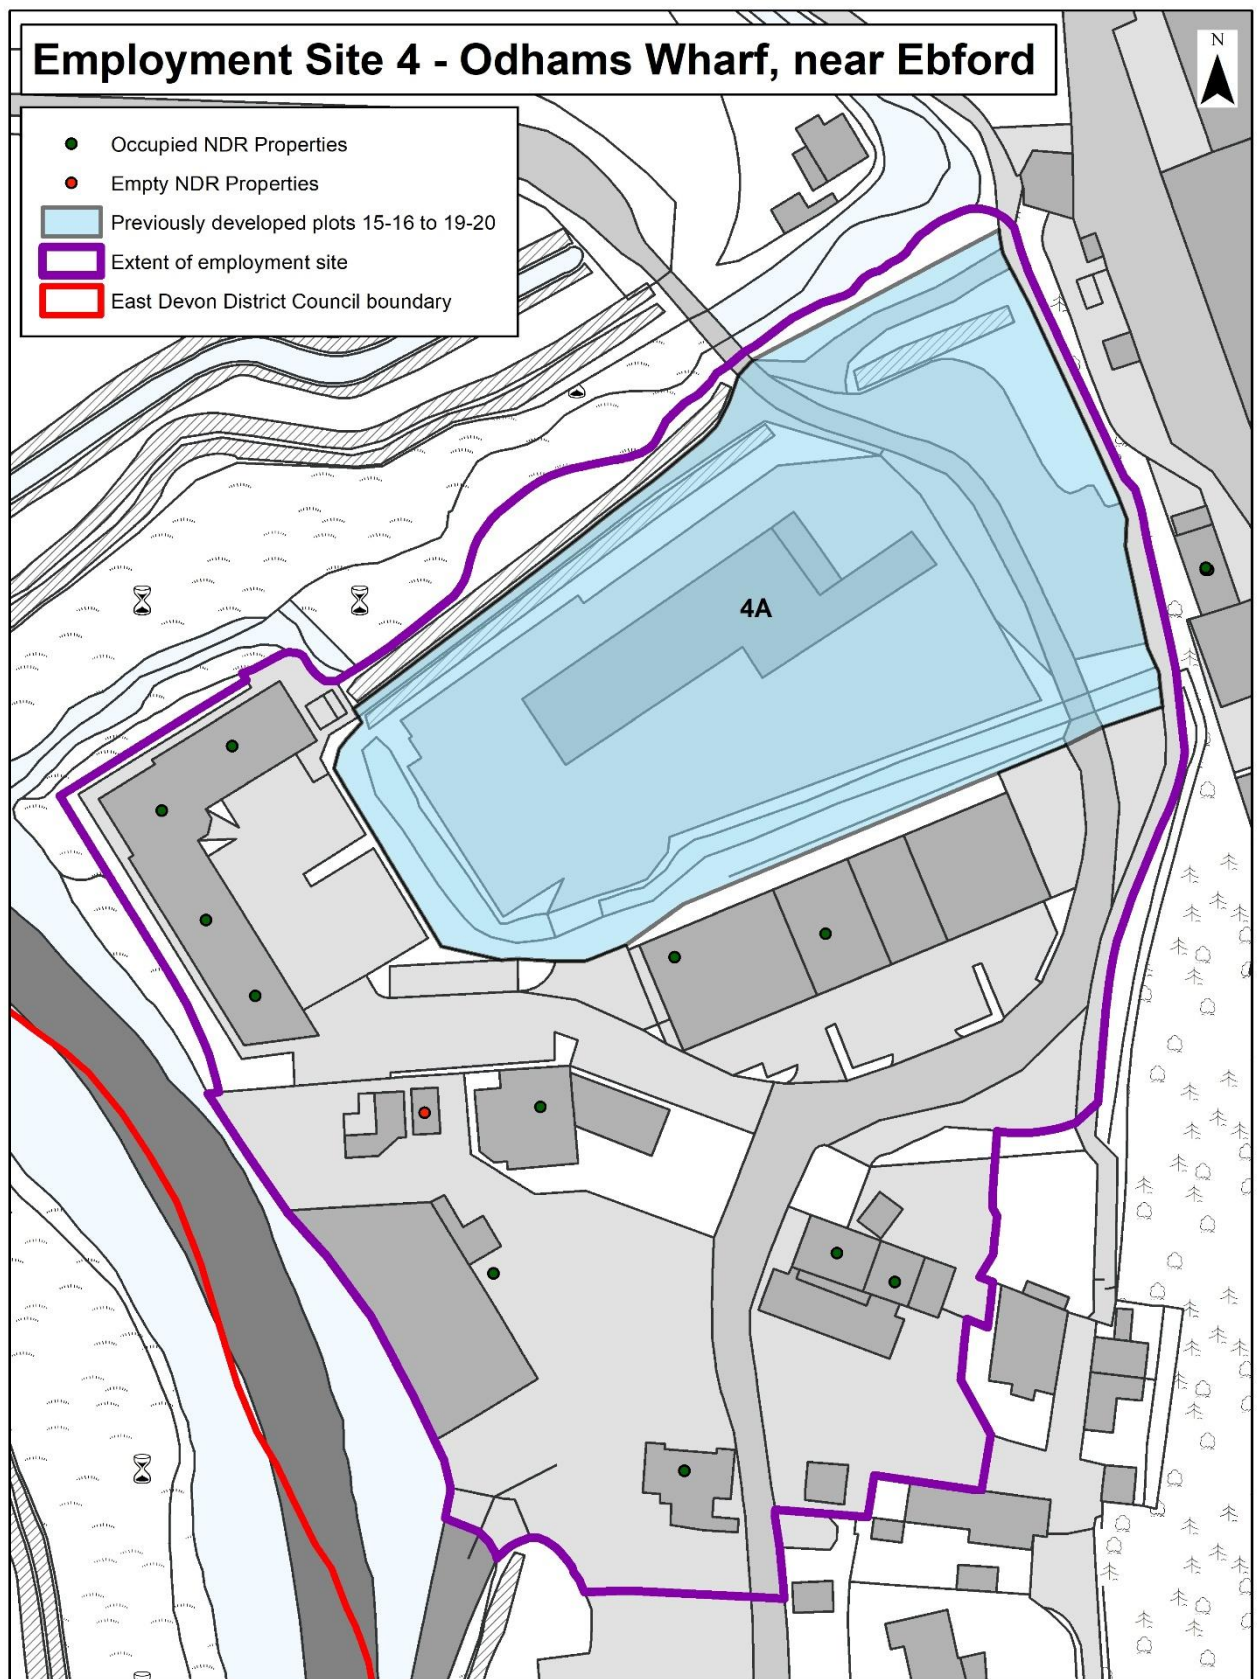 Employment Site 4 - Odhams Wharf, near Ebford
N
Occupied NDR Properties
Empty NDR Properties
Previously developed plots 15-16 to 19-20
Extent of employment site
East Devon District Council boundary
4A